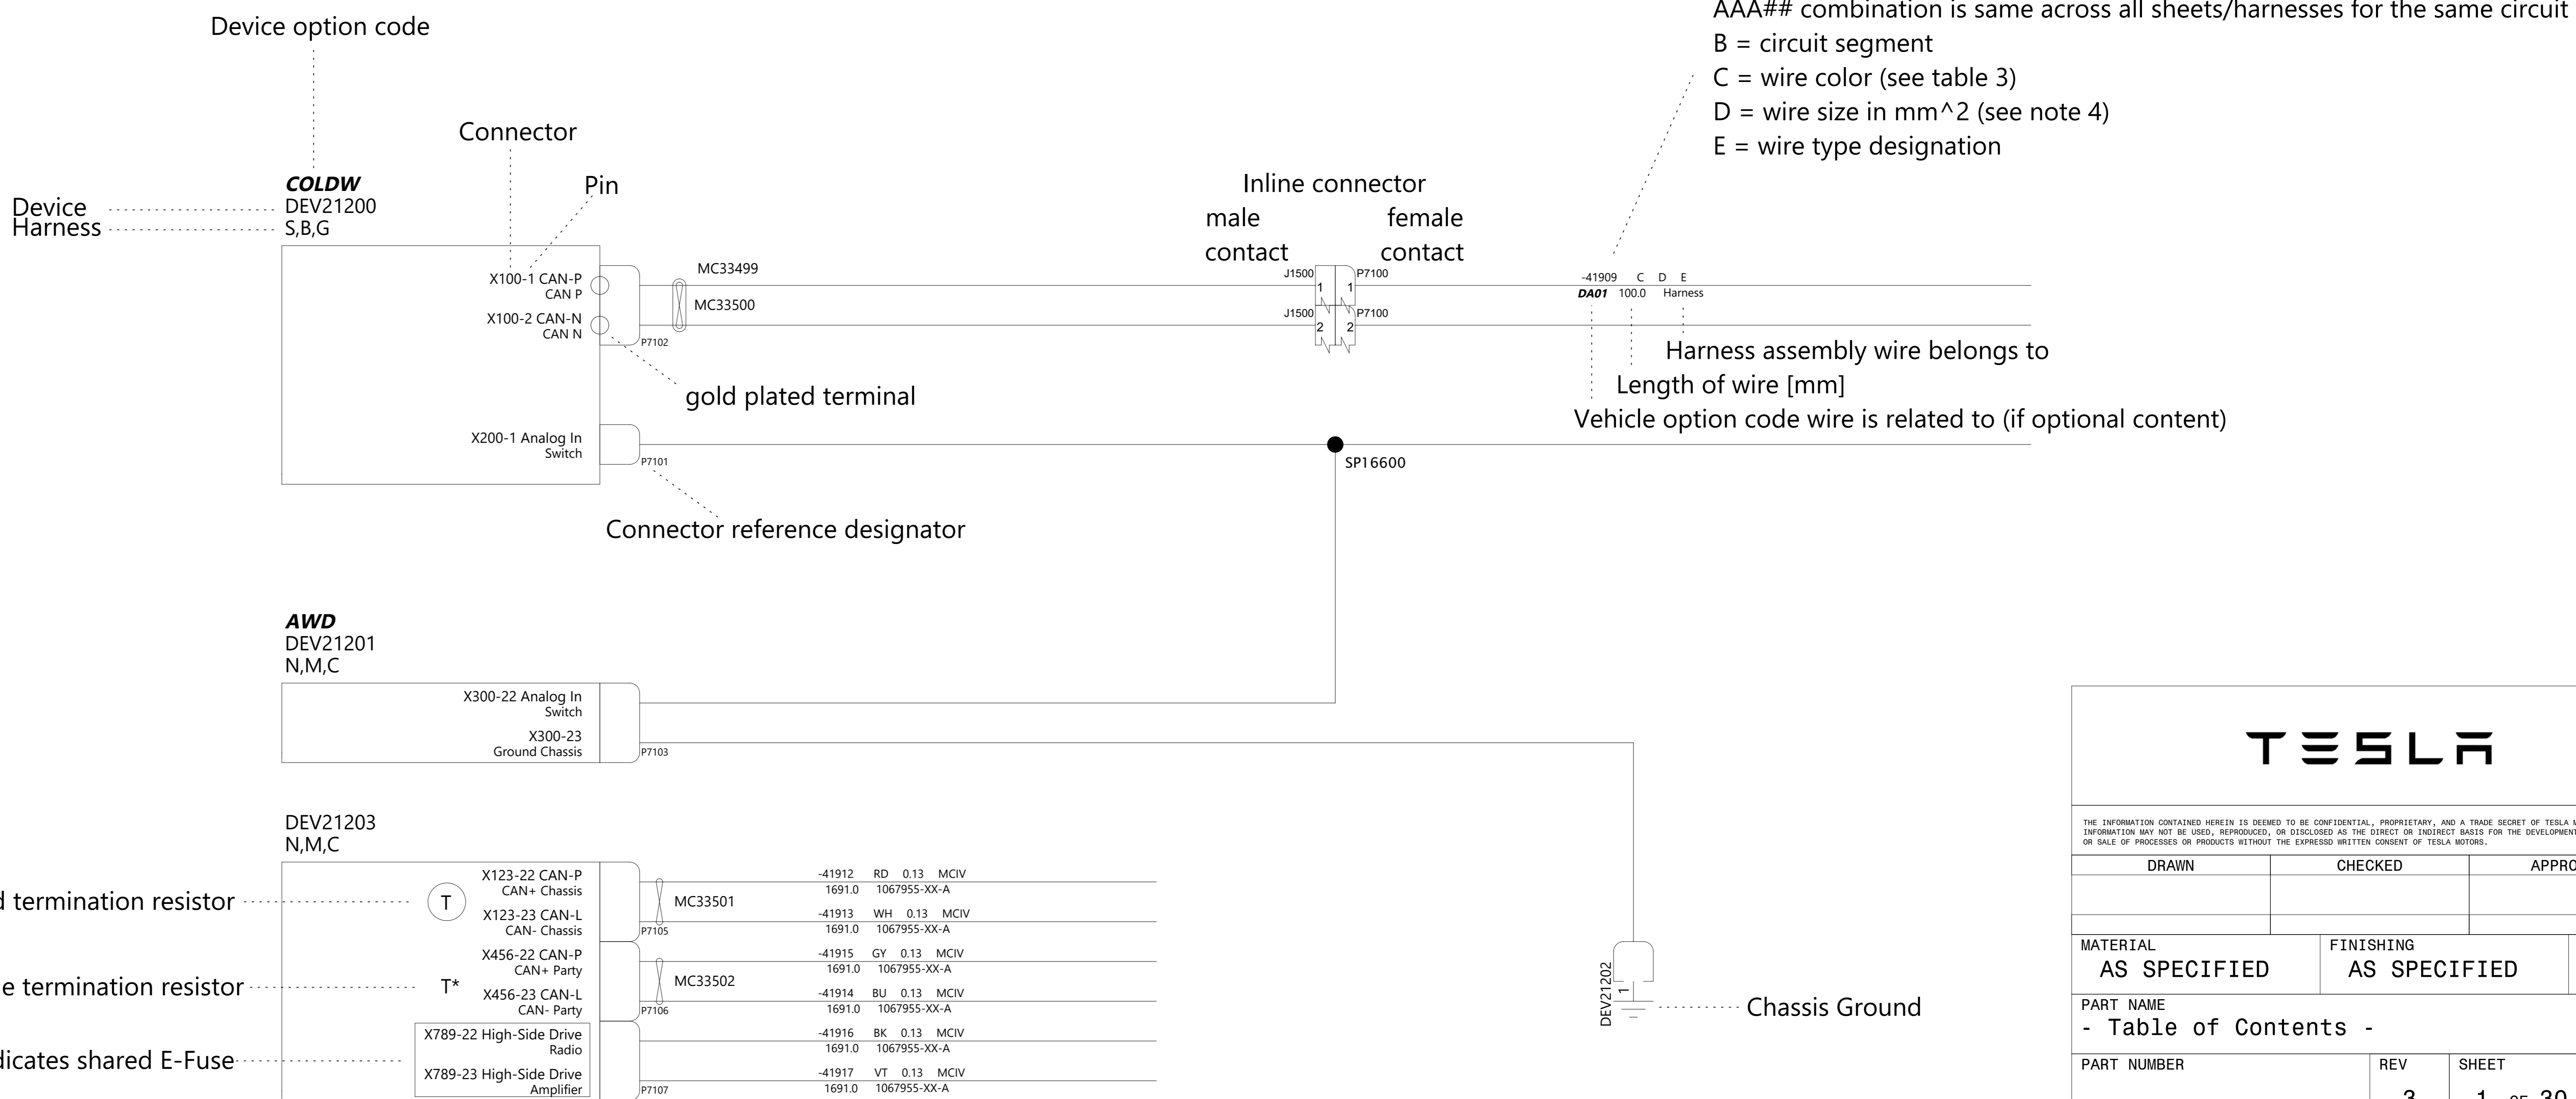 AAA## combination is same across all sheets/harnesses for the same circuit
B = circuit segment
C = wire color (see table 3)
D = wire size in mm^2 (see note 4)
E = wire type designation
Device option code
Connector
Pin
COLDW
Device
DEV21200
Harness
S,B,G
X100-1 CAN-P
CAN P
X100-2 CAN-N
CAN N
P7102
MC33499
MC33500
gold plated terminal
X200-1 Analog In
Switch
P7101
Connector reference designator
Inline connector
male
contact
female
contact
J1500
1
1
P7100
J1500
2
2
P7100
-41909 C D E
DA01 100.0 Harness
Harness assembly wire belongs to
Length of wire [mm]
Vehicle option code wire is related to (if optional content)
SP16600
AWD
DEV21201
N,M,C
X300-22 Analog In
Switch
X300-23
Ground Chassis
P7103
DEV21203
N,M,C
termination resistor
T
X123-22 CAN-P
CAN+ Chassis
X123-23 CAN-L
CAN- Chassis
P7105
MC33501
-41912 RD 0.13 MCIV
1691.0 1067955-XX-A
-41913 WH 0.13 MCIV
1691.0 1067955-XX-A
termination resistor
T*
X456-22 CAN-P
CAN+ Party
X456-23 CAN-L
CAN- Party
P7106
MC33502
-41915 GY 0.13 MCIV
1691.0 1067955-XX-A
-41914 BU 0.13 MCIV
1691.0 1067955-XX-A
dicates shared E-Fuse
X789-22 High-Side Drive
Radio
X789-23 High-Side Drive
Amplifier
P7107
-41916 BK 0.13 MCIV
1691.0 1067955-XX-A
-41917 VT 0.13 MCIV
1691.0 1067955-XX-A
DEV21202
1
Chassis Ground
TESLA
THE INFORMATION CONTAINED HEREIN IS DEEMED TO BE CONFIDENTIAL, PROPRIETARY, AND A TRADE SECRET OF TESLA
INFORMATION MAY NOT BE USED, REPRODUCED, OR DISCLOSED AS THE DIRECT OR INDIRECT BASIS FOR THE DEVELOPMENT
OR SALE OF PROCESSES OR PRODUCTS WITHOUT THE EXPRESSD WRITTEN CONSENT OF TESLA MOTORS.
DRAWN
CHECKED
APPRO
MATERIAL
AS SPECIFIED
FINISHING
AS SPECIFIED
PART NAME
- Table of Contents -
PART NUMBER
REV
3
SHEET
1 OF 30